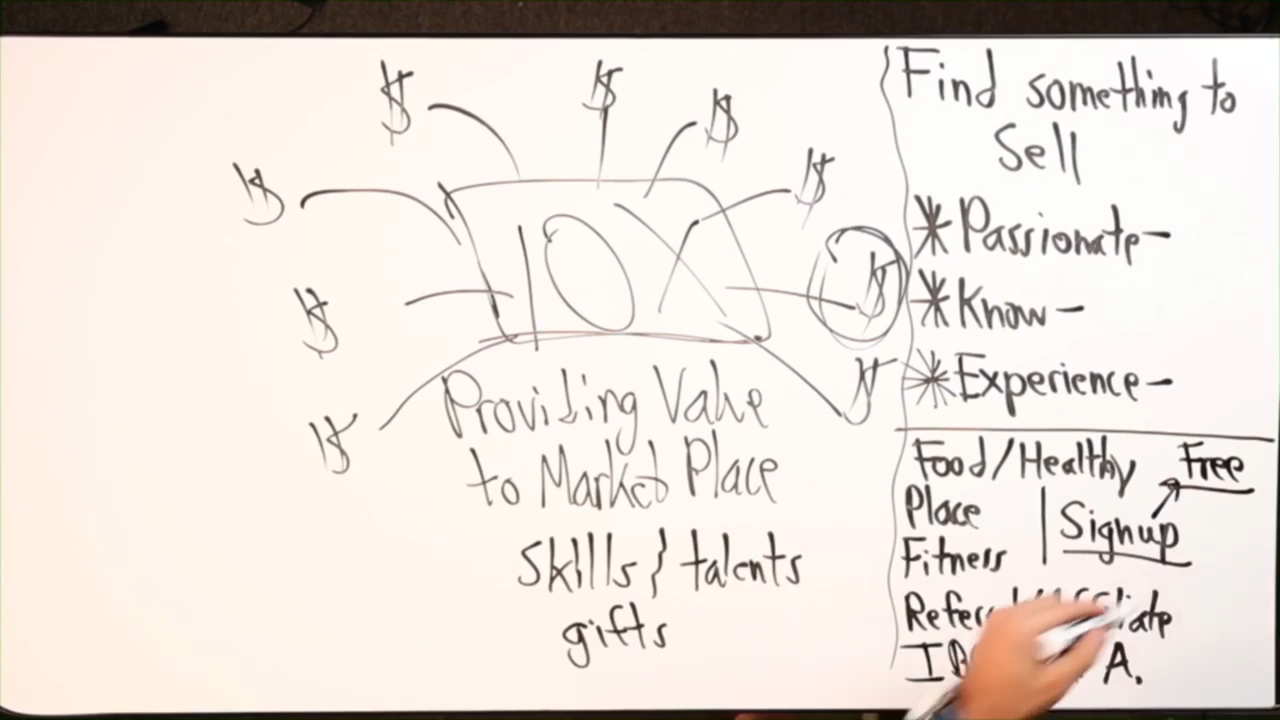 $
$
$
$
$
$
$
$
$
10X
Providing Value
to Market Place
Skills } talents
gifts
Find something to
Sell
* Passionate-
* Know-
* Experience-
Food/Healthy
Free
Place
Signup
Fitness
A.